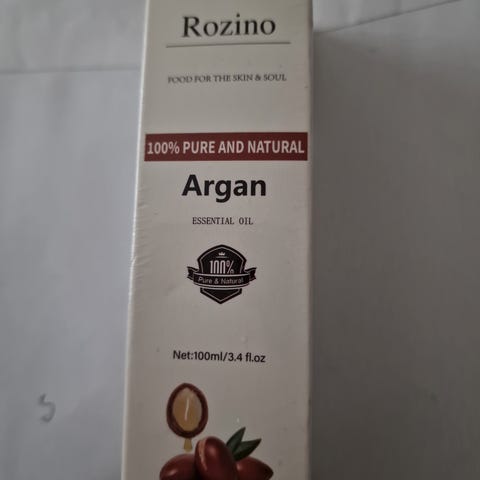 Rozino
FOOD FOR THE SKIN & SOUL
100% PURE AND NATURAL
Argan
ESSENTIAL OIL
100%
Pure & Natural
Net:100ml/3.4 fl.oz